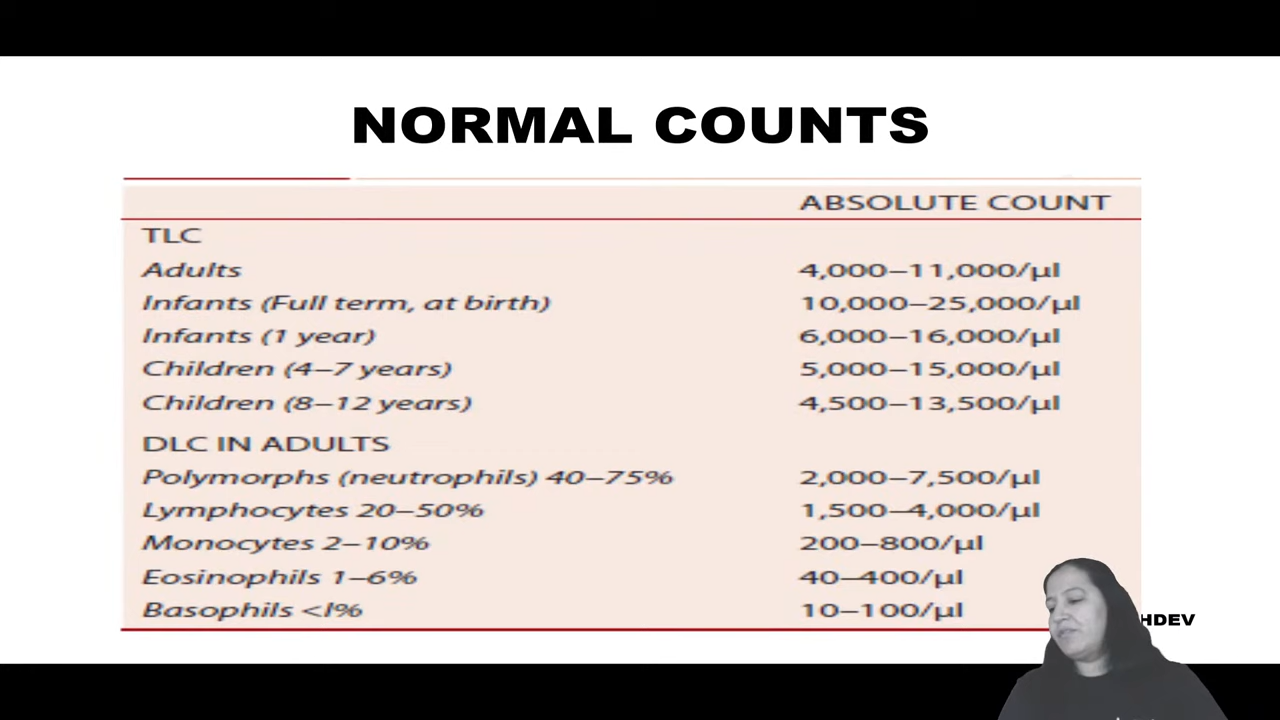 NORMAL COUNTS
ABSOLUTE COUNT
TLC
Adults 4,000–11,000/µl
Infants (Full term, at birth) 10,000–25,000/µl
Infants (1 year) 6,000–16,000/µl
Children (4–7 years) 5,000–15,000/µl
Children (8–12 years) 4,500–13,500/µl
DLC IN ADULTS
Polymorphs (neutrophils) 40–75% 2,000–7,500/µl
Lymphocytes 20–50% 1,500–4,000/µl
Monocytes 2–10% 200–800/µl
Eosinophils 1–6% 40–400/µl
Basophils <l% 10–100/µl